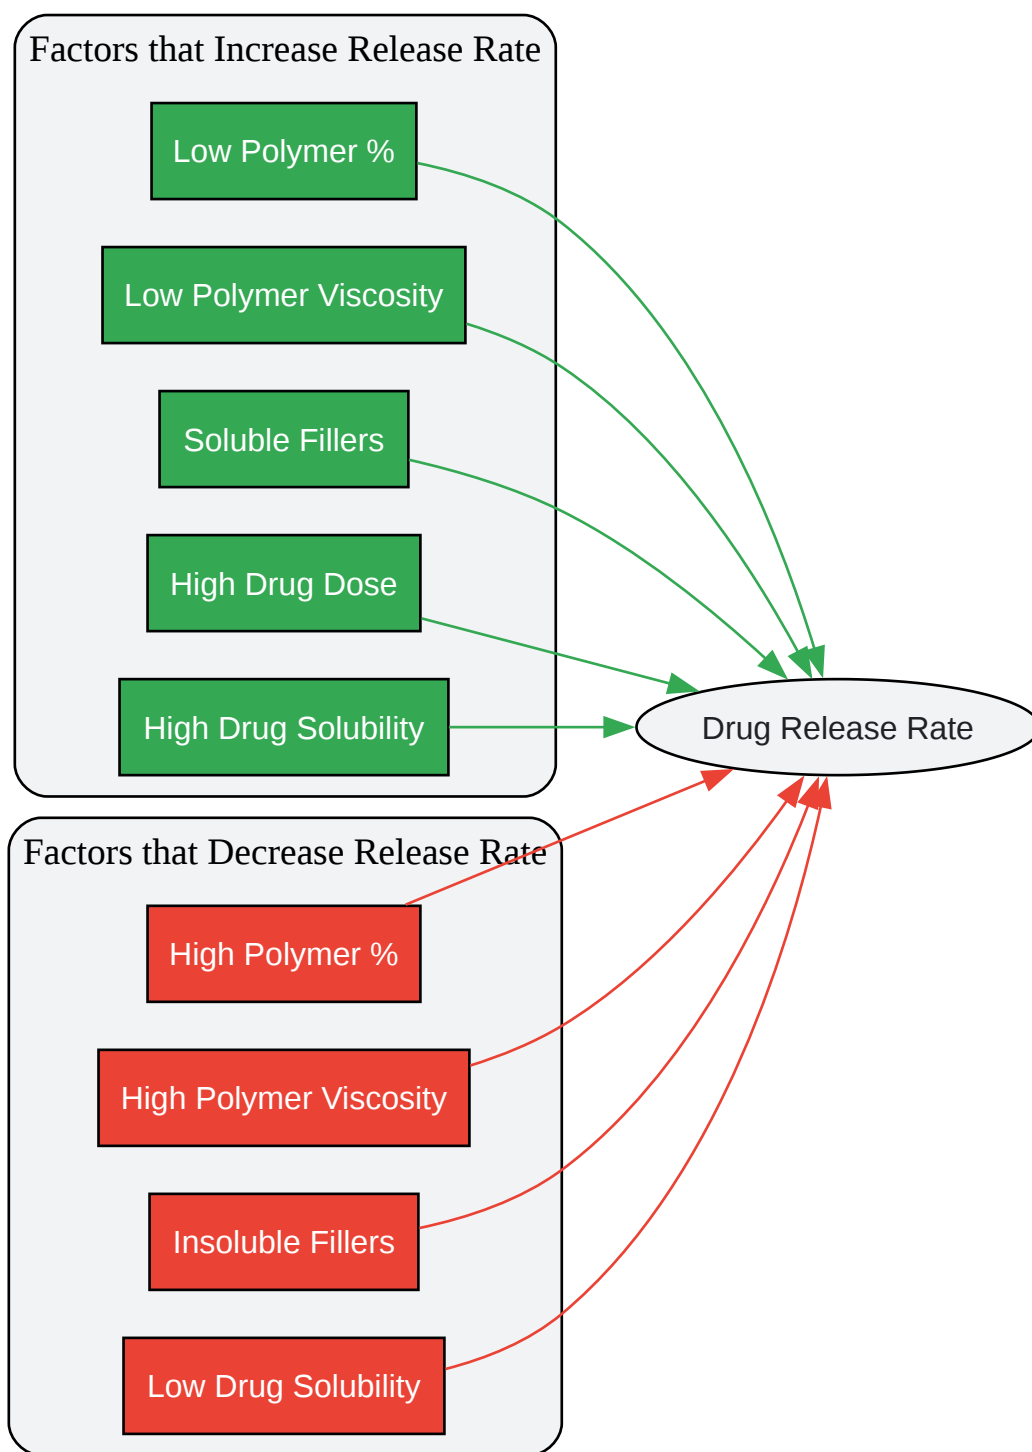 Factors that Increase Release Rate
Low Polymer %
Low Polymer Viscosity
Soluble Fillers
High Drug Dose
High Drug Solubility
Drug Release Rate
Factors that Decrease Release Rate
High Polymer %
High Polymer Viscosity
Insoluble Fillers
Low Drug Solubility